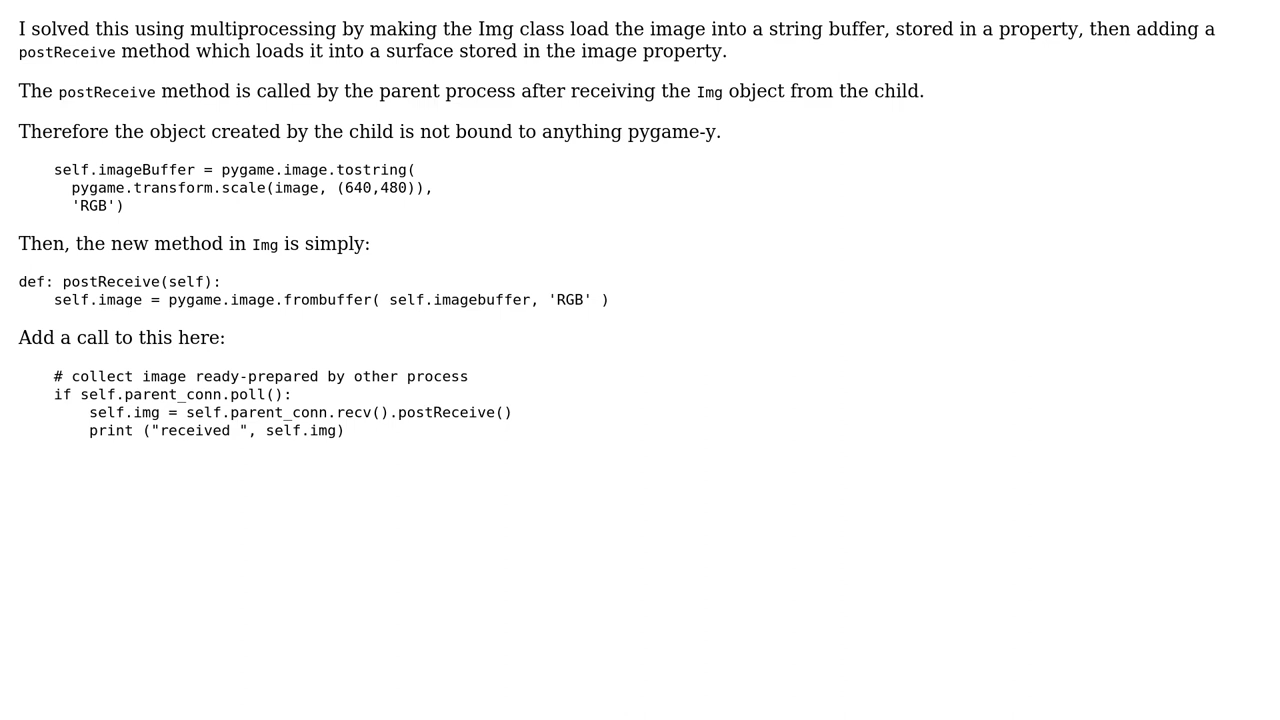 I solved this using multiprocessing by making the Img class load the image into a string buffer, stored in a property, then adding a
postReceive method which loads it into a surface stored in the image property.
The postReceive method is called by the parent process after receiving the Img object from the child.
Therefore the object created by the child is not bound to anything pygame-y.
    self.imageBuffer = pygame.image.tostring(
      pygame.transform.scale(image, (640,480)),
      'RGB')
Then, the new method in Img is simply:
def: postReceive(self):
    self.image = pygame.image.frombuffer( self.imagebuffer, 'RGB' )
Add a call to this here:
    # collect image ready-prepared by other process
    if self.parent_conn.poll():
        self.img = self.parent_conn.recv().postReceive()
        print ("received ", self.img)